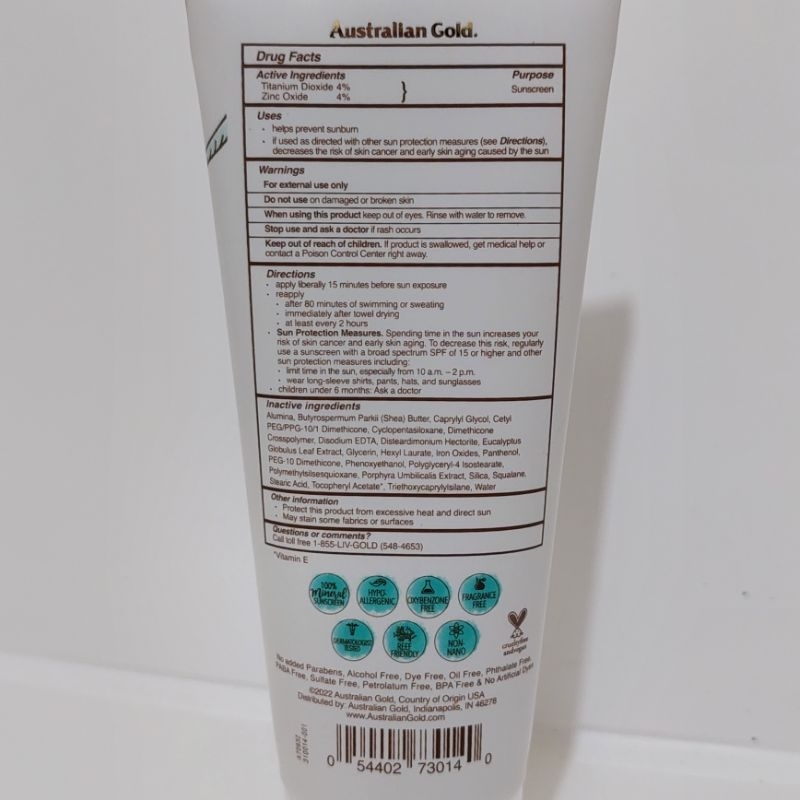 Australian Gold.
Drug Facts
Active Ingredients Purpose
Titanium Dioxide 4% } Sunscreen
Zinc Oxide 4%
Uses
· helps prevent sunburn
· if used as directed with other sun protection measures (see Directions),
decreases the risk of skin cancer and early skin aging caused by the sun
Warnings
For external use only
Do not use on damaged or broken skin
When using this product keep out of eyes. Rinse with water to remove.
Stop use and ask a doctor if rash occurs
Keep out of reach of children. If product is swallowed, get medical help or
contact a Poison Control Center right away.
Directions
· apply liberally 15 minutes before sun exposure
· reapply
· after 80 minutes of swimming or sweating
· immediately after towel drying
· at least every 2 hours
· Sun Protection Measures. Spending time in the sun increases your
risk of skin cancer and early skin aging. To decrease this risk, regularly
use a sunscreen with a broad spectrum SPF of 15 or higher and other
sun protection measures including:
· limit time in the sun, especially from 10 a.m. – 2 p.m.
· wear long-sleeve shirts, pants, hats, and sunglasses
· children under 6 months: Ask a doctor
Inactive ingredients
Alumina, Butyrospermum Parkii (Shea) Butter, Caprylyl Glycol, Cetyl
PEG/PPG-10/1 Dimethicone, Cyclopentasiloxane, Dimethicone
Crosspolymer, Disodium EDTA, Disteardimonium Hectorite, Eucalyptus
Globulus Leaf Extract, Glycerin, Hexyl Laurate, Iron Oxides, Panthenol,
PEG-10 Dimethicone, Phenoxyethanol, Polyglyceryl-4 Isostearate,
Polymethylsilsesquioxane, Porphyra Umbilicalis Extract, Silica, Squalane,
Stearic Acid, Tocopheryl Acetate*, Triethoxycaprylylsilane, Water
Other information
· Protect this product from excessive heat and direct sun
· May stain some fabrics or surfaces
Questions or comments?
Call toll free 1-855-LIV-GOLD (548-4653)
*Vitamin E
100%
Mineral
SUNSCREEN
HYPO-
ALLERGENIC
OXYBENZONE
FREE
FRAGRANCE
FREE
DERMATOLOGIST
TESTED
REEF
FRIENDLY
NON-
NANO
crueltyfree
andvegan
No added Parabens, Alcohol Free, Dye Free, Oil Free, Phthalate Free,
PABA Free, Sulfate Free, Petrolatum Free, BPA Free & No Artificial Dyes
©2022 Australian Gold, Country of Origin USA
Distributed by: Australian Gold, Indianapolis, IN 46278
www.AustralianGold.com
310014-001
0 54402 73014 0